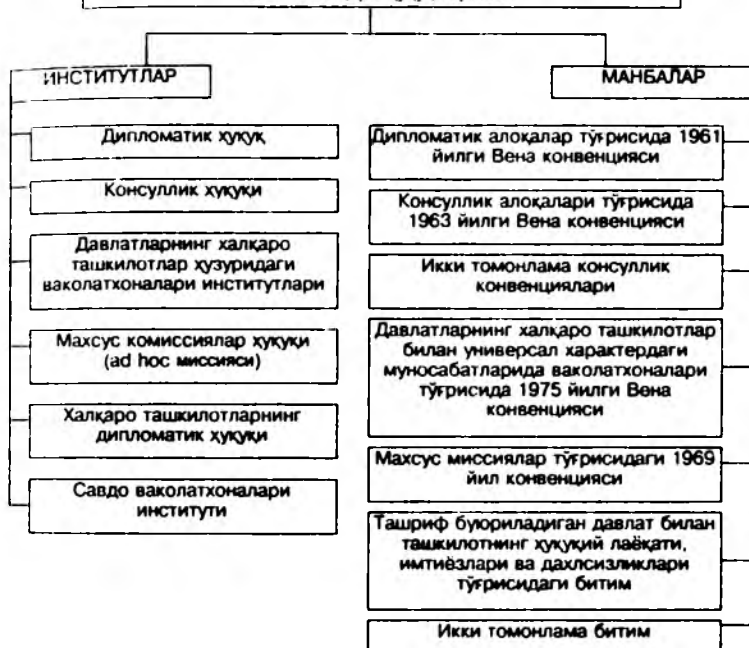 ИНСТИТУТЛАР
Дипломатик ҳуқуқ
Консуллик ҳуқуқи
Давлатларнинг халқаро
ташкилотлар ҳузуридаги
ваколатхоналари институтлари
Махсус комиссиялар ҳуқуқи
(ad hoc миссияси)
Халқаро ташкилотларнинг
дипломатик ҳуқуқи
Савдо ваколатхоналари
институти
МАНБАЛАР
Дипломатик алоқалар тўғрисида 1961
йилги Вена конвенцияси
Консуллик алоқалари тўғрисида
1963 йилги Вена конвенцияси
Икки томонлама консуллик
конвенциялари
Давлатларнинг халқаро ташкилотлар
билан универсал характердаги
муносабатларида ваколатхоналари
тўғрисида 1975 йилги Вена
конвенцияси
Махсус миссиялар тўғрисидаги 1969
йил конвенцияси
Ташриф буюриладиган давлат билан
ташкилотнинг ҳуқуқий лаёқати,
имтиёзлари ва дахлсизликлари
тўғрисидаги битим
Икки томонлама битим